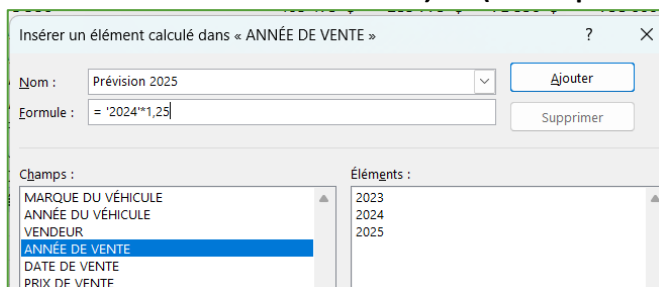 Insérer un élément calculé dans « ANNÉE DE VENTE » ? ×
Nom : Prévision 2025 Ajouter
Formule : = '2024'*1,25 Supprimer
Champs : Éléments :
MARQUE DU VÉHICULE 2023
ANNÉE DU VÉHICULE 2024
VENDEUR 2025
ANNÉE DE VENTE
DATE DE VENTE
PRIX DE VENTE